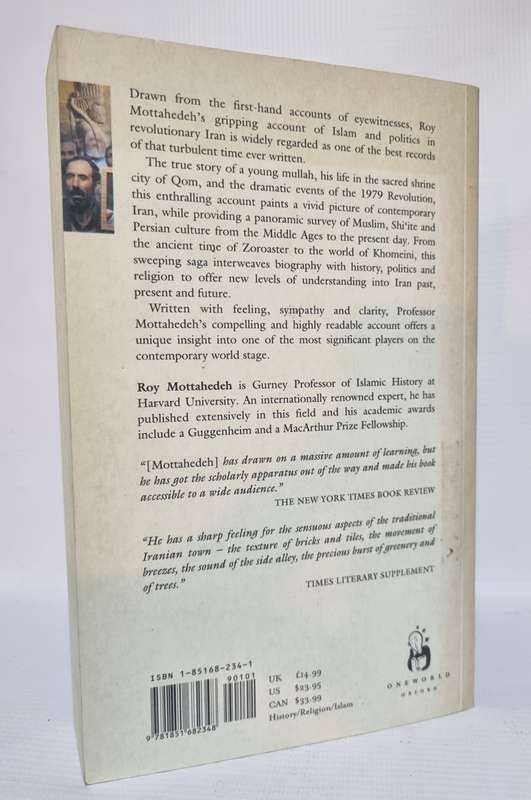 Drawn from the first-hand accounts of eyewitnesses, Roy
Mottahedeh's gripping account of Islam and politics in
revolutionary Iran is widely regarded as one of the best records
of that turbulent time ever written.
The true story of a young mullah, his life in the sacred shrine
city of Qom, and the dramatic events of the 1979 Revolution,
this enthralling account paints a vivid picture of contemporary
Iran, while providing a panoramic survey of Muslim, Shi'ite and
Persian culture from the Middle Ages to the present day. From
the ancient time of Zoroaster to the world of Khomeini, this
sweeping saga interweaves biography with history, politics and
religion to offer new levels of understanding into Iran past,
present and future.
Written with feeling, sympathy and clarity, Professor
Mottahedeh's compelling and highly readable account offers a
unique insight into one of the most significant players on the
contemporary world stage.
Roy Mottahedeh is Gurney Professor of Islamic History at
Harvard University. An internationally renowned expert, he has
published extensively in this field and his academic awards
include a Guggenheim and a MacArthur Prize Fellowship.
"[Mottahedeh] has drawn on a massive amount of learning, but
he has got the scholarly apparatus out of the way and made his book
accessible to a wide audience."
THE NEW YORK TIMES BOOK REVIEW
"He has a sharp feeling for the sensuous aspects of the traditional
Iranian town – the texture of bricks and tiles, the movement of
breezes, the sound of the side alley, the precious burst of greenery and
of trees."
TIMES LITERARY SUPPLEMENT
ISBN 1-85168-234-1
90101
9 781851 682348
UK £14.99
US $23.95
CAN $33.99
History/Religion/Islam
ONEWORLD
OXFORD